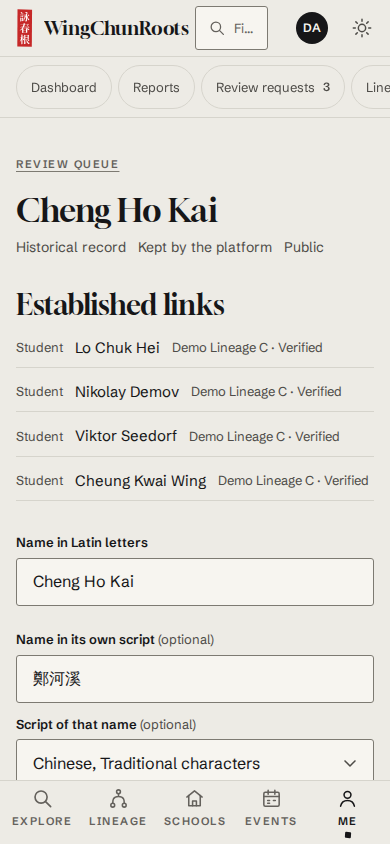 詠春根
WingChunRoots
Fi...
DA
Dashboard
Reports
Review requests 3
Line
REVIEW QUEUE
Cheng Ho Kai
Historical record Kept by the platform Public
Established links
Student Lo Chuk Hei Demo Lineage C · Verified
Student Nikolay Demov Demo Lineage C · Verified
Student Viktor Seedorf Demo Lineage C · Verified
Student Cheung Kwai Wing Demo Lineage C · Verified
Name in Latin letters
Cheng Ho Kai
Name in its own script (optional)
鄭河溪
Script of that name (optional)
Chinese, Traditional characters
EXPLORE
LINEAGE
SCHOOLS
EVENTS
ME